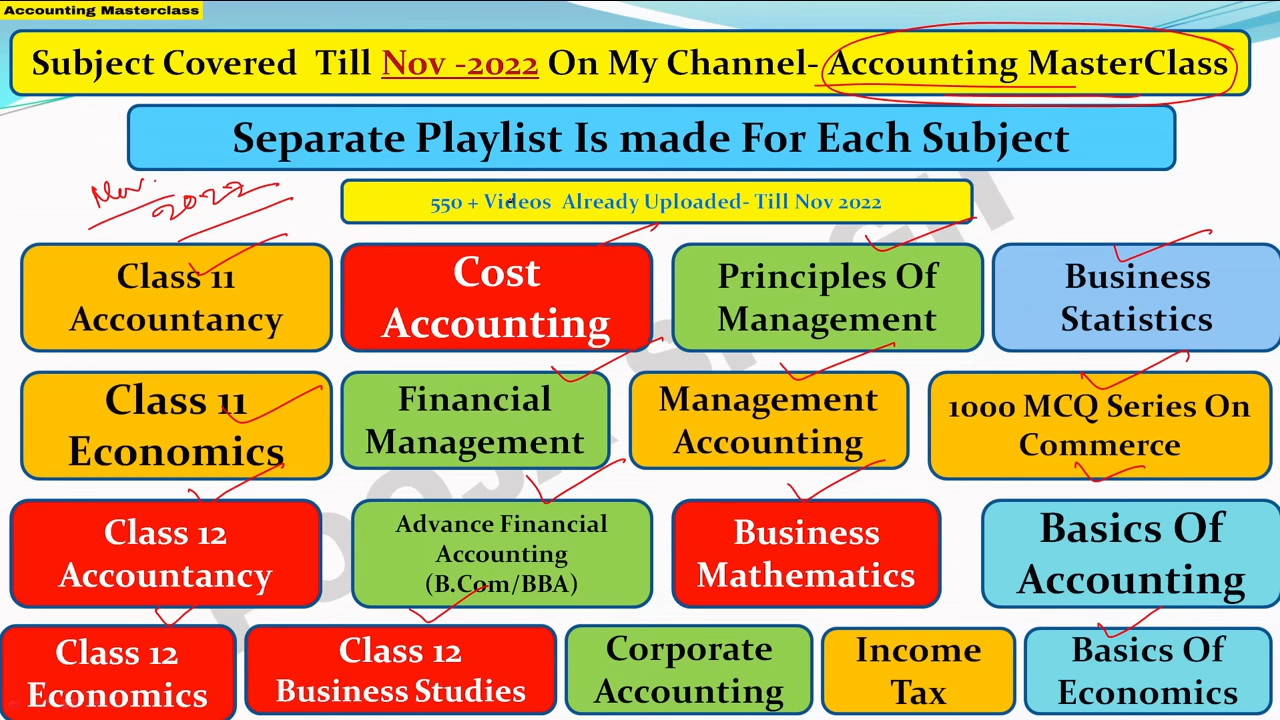 Accounting Masterclass
Subject Covered Till Nov -2022 On My Channel- Accounting MasterClass
Separate Playlist Is made For Each Subject
Nov.
2022
550 + Videos Already Uploaded- Till Nov 2022
Class 11
Accountancy
Cost
Accounting
Principles Of
Management
Business
Statistics
Class 11
Economics
Financial
Management
Management
Accounting
1000 MCQ Series On
Commerce
Class 12
Accountancy
Advance Financial
Accounting
(B.Com/BBA)
Business
Mathematics
Basics Of
Accounting
Class 12
Economics
Class 12
Business Studies
Corporate
Accounting
Income
Tax
Basics Of
Economics